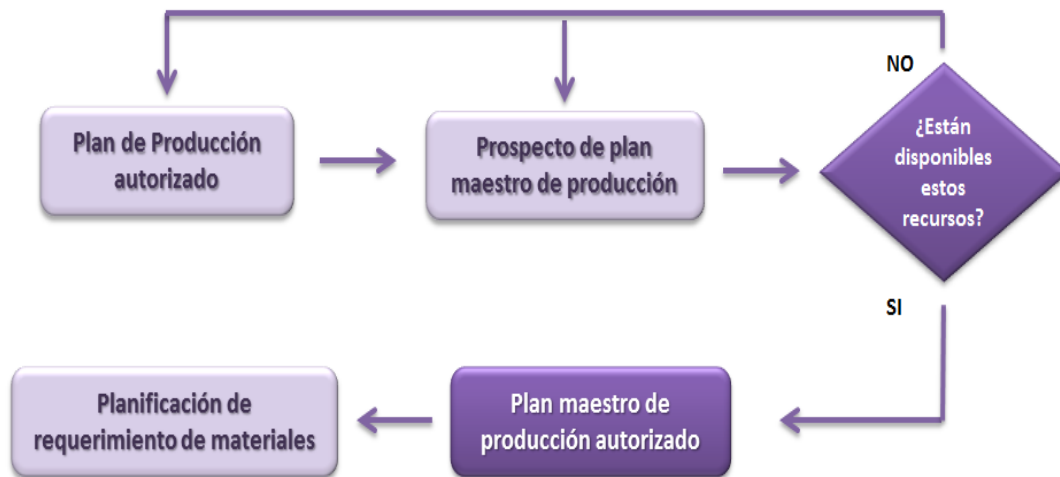 NO
Plan de Producción
autorizado
Prospecto de plan
maestro de producción
¿Están
disponibles
estos
recursos?
SI
Planificación de
requerimiento de materiales
Plan maestro de
producción autorizado